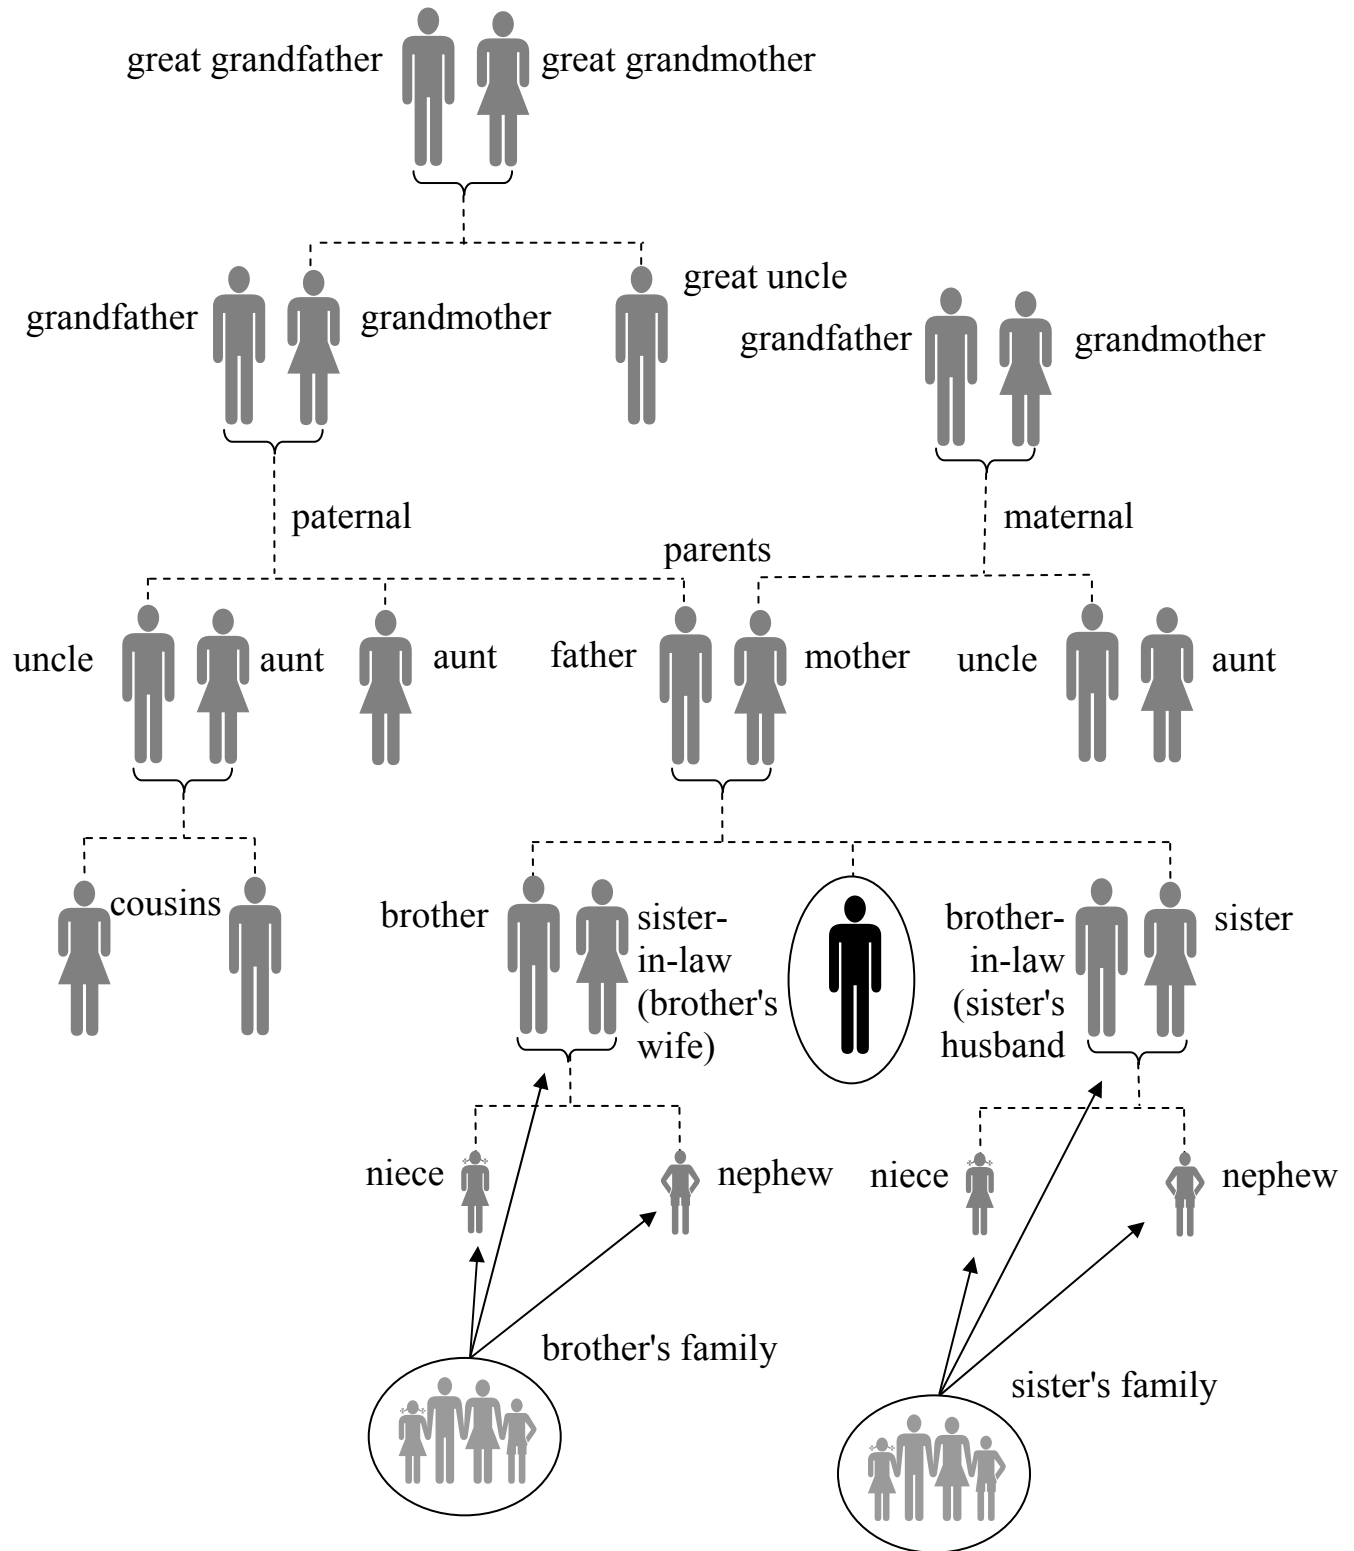 great grandfather
great grandmother
great uncle
grandfather
grandmother
grandfather
grandmother
paternal
maternal
parents
uncle
aunt
aunt
father
mother
uncle
aunt
cousins
brother
sister-
in-law
(brother's
wife)
brother-
in-law
(sister's
husband
sister
niece
nephew
niece
nephew
brother's family
sister's family